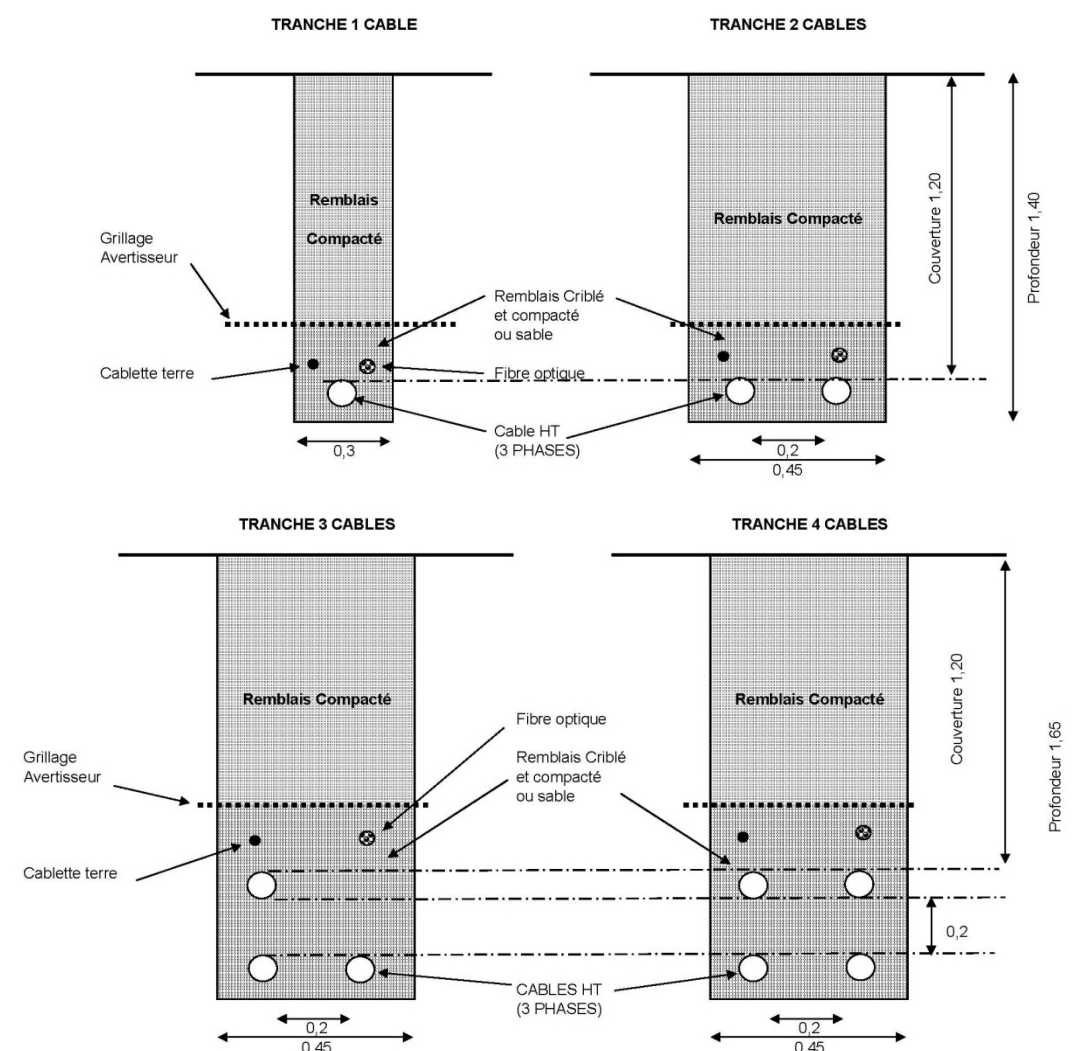 TRANCHE 1 CABLE
TRANCHE 2 CABLES
Remblais
Compacté
Remblais Compacté
Couverture 1,20
Profondeur 1,40
Grillage
Avertisseur
Remblais Criblé
et compacté
ou sable
Cablette terre
Fibre optique
Cable HT
(3 PHASES)
0,3
0,2
0,45
TRANCHE 3 CABLES
TRANCHE 4 CABLES
Remblais Compacté
Remblais Compacté
Couverture 1,20
Profondeur 1,65
Fibre optique
Grillage
Avertisseur
Remblais Criblé
et compacté
ou sable
Cablette terre
0,2
CABLES HT
(3 PHASES)
0,2
0,45
0,2
0,45